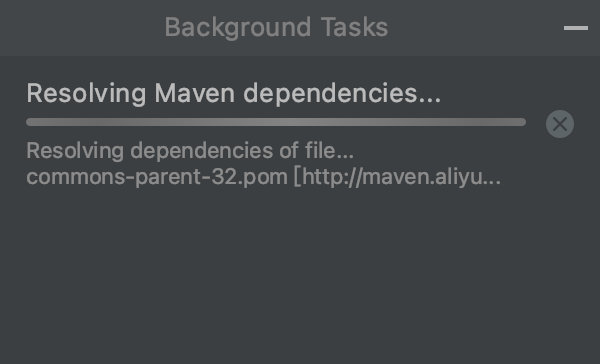 Background Tasks
Resolving Maven dependencies...
Resolving dependencies of file...
commons-parent-32.pom [http://maven.aliyu...